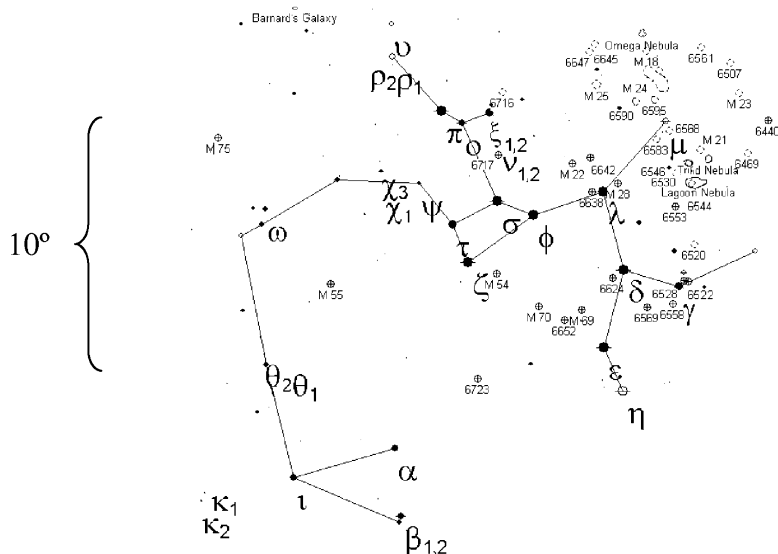 Barnard's Galaxy
υ
Omega Nebula
6647
6645
M 18
6561
6507
ρ2ρ1
M 24
M 25
6716
6595
M 23
6590
6440
π
ξ1,2
6568
M 75
ο
6583
μ
M 21
6717
ν1,2
M 22
6642
6546
Trifid Nebula
6469
6530
χ3
M 28
Lagoon Nebula
χ1
ψ
6638
λ
6553
6544
σ
φ
10º
ω
τ
6520
ζ
M 54
M 55
6624
δ
6528
6522
M 70
6652
M 69
6569
6558
γ
θ2θ1
6723
ε
η
α
ι
κ1
κ2
β1,2